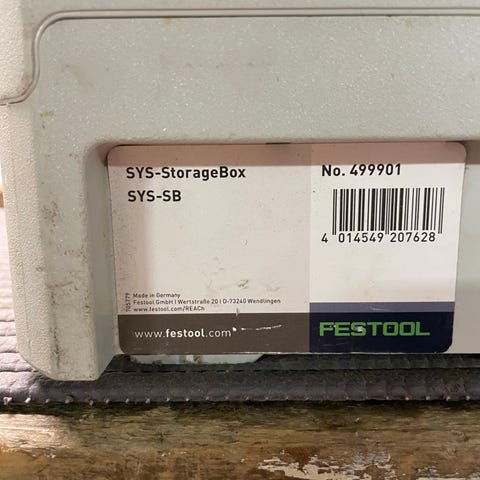 SYS-StorageBox
SYS-SB
No. 499901
4 014549 207628
705779
Made in Germany
Festool GmbH I Wertstraße 20 I D-73240 Wendlingen
www.festool.com/REACh
www.festool.com
FESTOOL